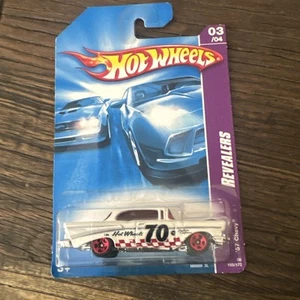 HOT WHEELS
03
/04
REVEALERS
'57 Chevy
Hot Wheels
70